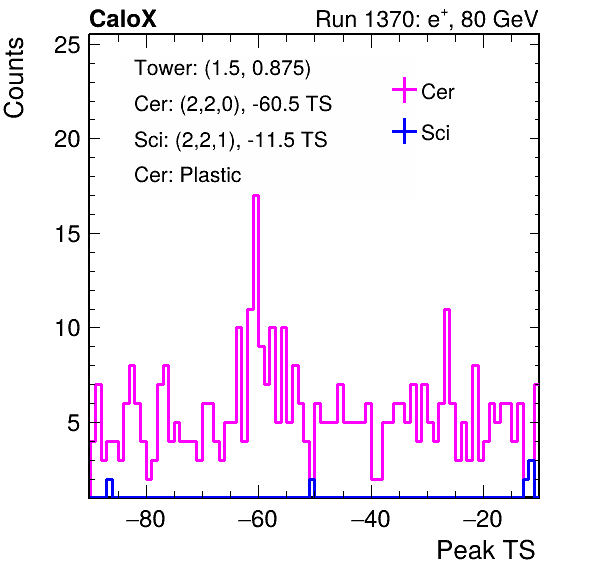 CaloX Run 1370: e⁺, 80 GeV
Counts
25
20
15
10
5
Tower: (1.5, 0.875)
Cer: (2,2,0), -60.5 TS
Sci: (2,2,1), -11.5 TS
Cer: Plastic
Cer
Sci
−80 −60 −40 −20
Peak TS